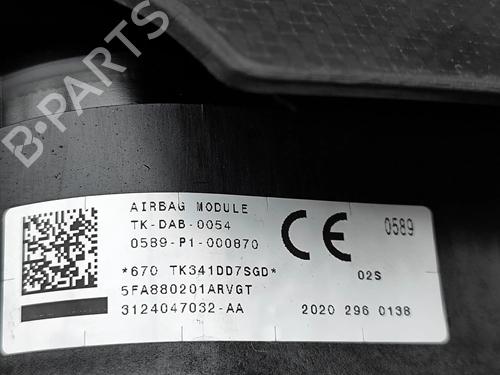 B-PARTS
AIRBAG MODULE
TK-DAB-0054
0589-P1-000870
CE 0589
*670 TK341DD7SGD*
02S
5FA880201ARVGT
3124047032-AA
2020 296 0138